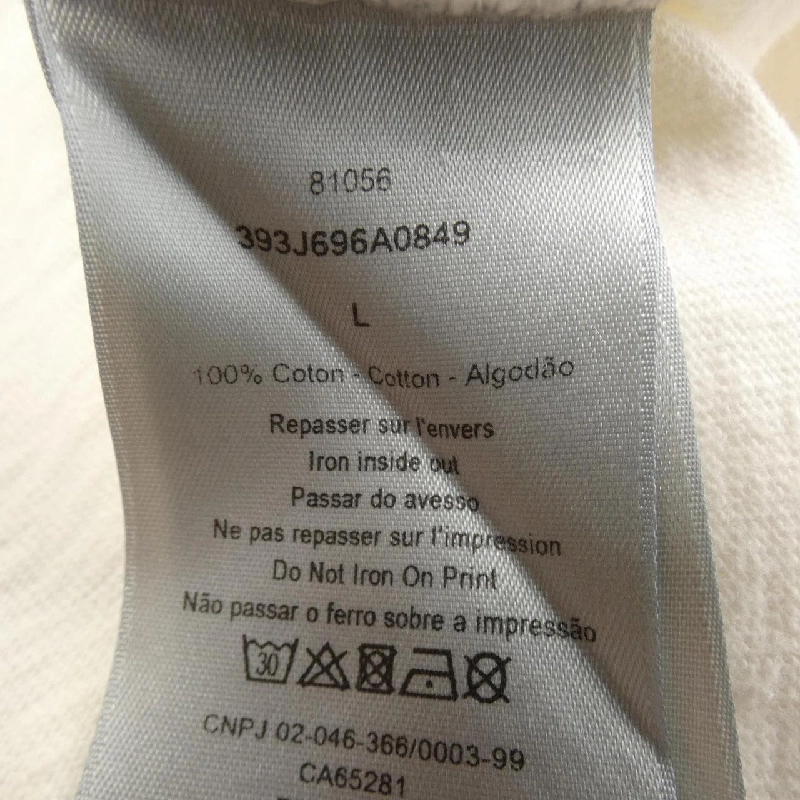 81056
393J696A0849
L
100% Coton - Cotton - Algodão
Repasser sur l'envers
Iron inside out
Passar do avesso
Ne pas repasser sur l'impression
Do Not Iron On Print
Não passar o ferro sobre a impressão
30
CNPJ 02-046-366/0003-99
CA65281